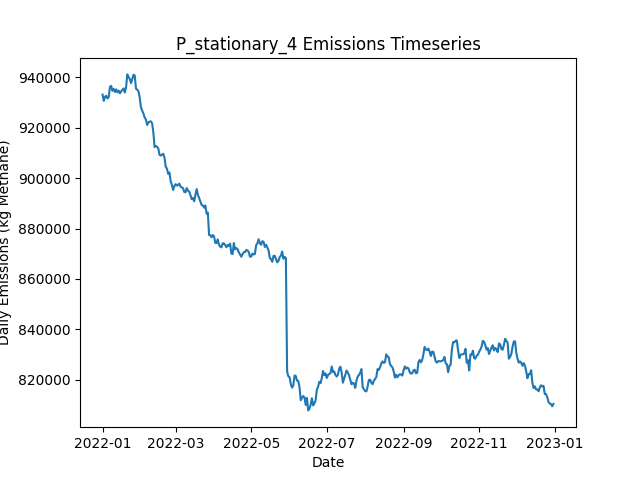 P_stationary_4 Emissions Timeseries
Daily Emissions (kg Methane)
940000
920000
900000
880000
860000
840000
820000
2022-01 2022-03 2022-05 2022-07 2022-09 2022-11 2023-01
Date